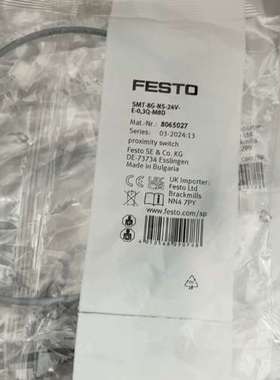 FESTO
SMT-8G-NS-24V-
E-0,3Q-M8D
Mat.-Nr.: 8065027
Series: 03-2024:13
proximity switch
Festo SE & Co. KG
DE-73734 Esslingen
Made in Bulgaria
UK Importer:
Festo Ltd
Brackmills
NN4 7PY
www.festo.com/sp